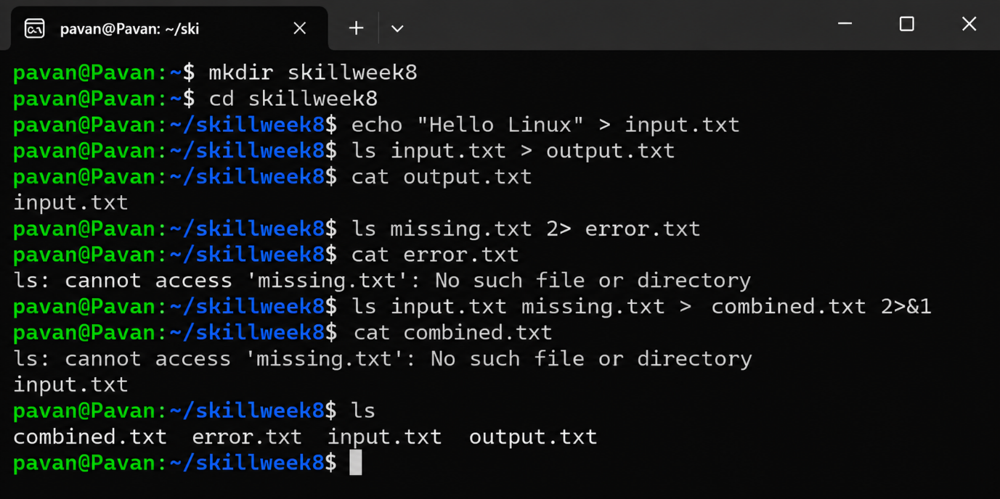 pavan@Pavan: ~/ski
pavan@Pavan:~$ mkdir skillweek8
pavan@Pavan:~$ cd skillweek8
pavan@Pavan:~/skillweek8$ echo "Hello Linux" > input.txt
pavan@Pavan:~/skillweek8$ ls input.txt > output.txt
pavan@Pavan:~/skillweek8$ cat output.txt
input.txt
pavan@Pavan:~/skillweek8$ ls missing.txt 2> error.txt
pavan@Pavan:~/skillweek8$ cat error.txt
ls: cannot access 'missing.txt': No such file or directory
pavan@Pavan:~/skillweek8$ ls input.txt missing.txt > combined.txt 2>&1
pavan@Pavan:~/skillweek8$ cat combined.txt
ls: cannot access 'missing.txt': No such file or directory
input.txt
pavan@Pavan:~/skillweek8$ ls
combined.txt  error.txt  input.txt  output.txt
pavan@Pavan:~/skillweek8$